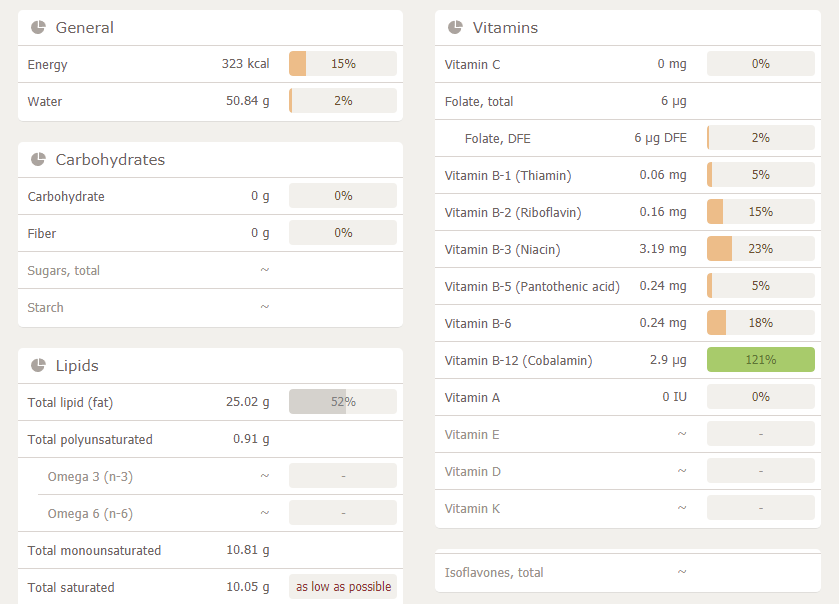 General
Energy 323 kcal 15%
Water 50.84 g 2%
Carbohydrates
Carbohydrate 0 g 0%
Fiber 0 g 0%
Sugars, total ~
Starch ~
Lipids
Total lipid (fat) 25.02 g 52%
Total polyunsaturated 0.91 g
Omega 3 (n-3) ~ -
Omega 6 (n-6) ~ -
Total monounsaturated 10.81 g
Total saturated 10.05 g as low as possible
Vitamins
Vitamin C 0 mg 0%
Folate, total 6 µg
Folate, DFE 6 µg DFE 2%
Vitamin B-1 (Thiamin) 0.06 mg 5%
Vitamin B-2 (Riboflavin) 0.16 mg 15%
Vitamin B-3 (Niacin) 3.19 mg 23%
Vitamin B-5 (Pantothenic acid) 0.24 mg 5%
Vitamin B-6 0.24 mg 18%
Vitamin B-12 (Cobalamin) 2.9 µg 121%
Vitamin A 0 IU 0%
Vitamin E ~ -
Vitamin D ~ -
Vitamin K ~ -
Isoflavones, total ~